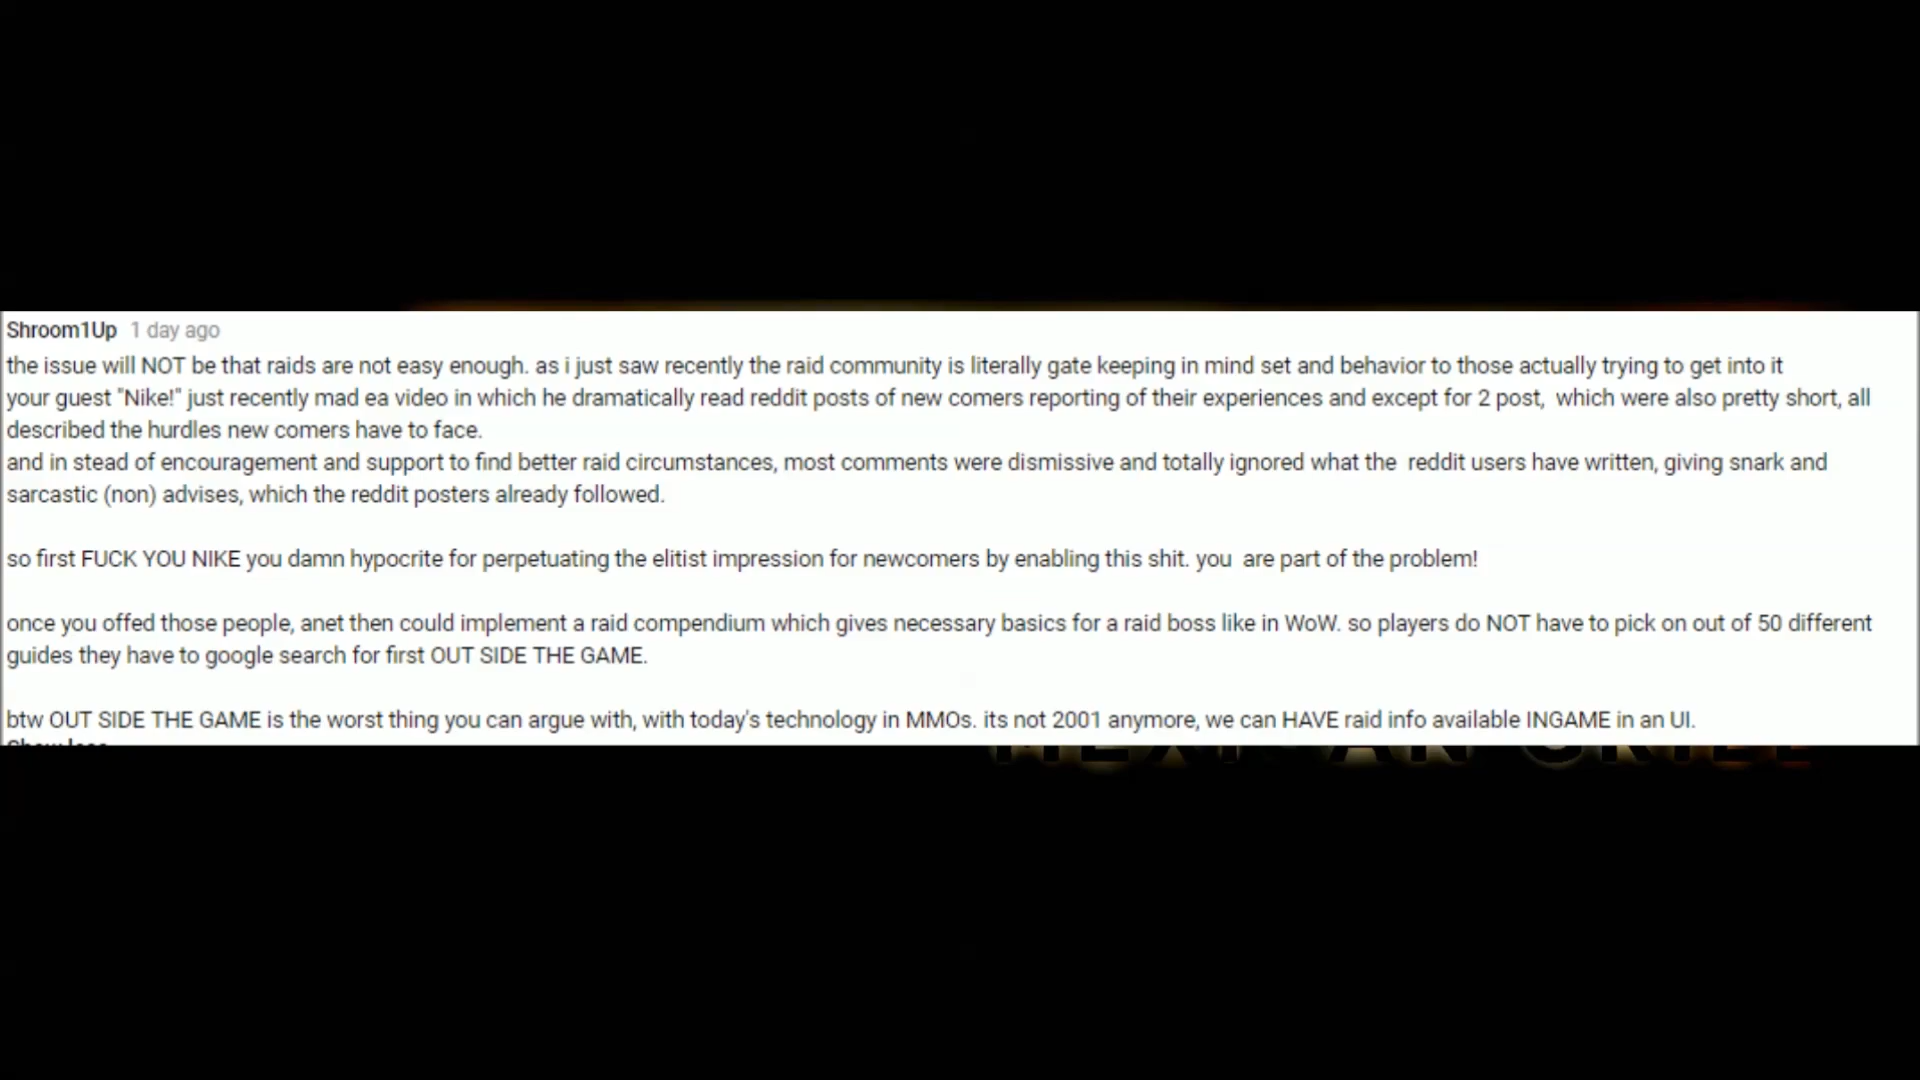 Shroom1Up 1 day ago
the issue will NOT be that raids are not easy enough. as i just saw recently the raid community is literally gate keeping in mind set and behavior to those actually trying to get into it
your guest "Nike!" just recently mad ea video in which he dramatically read reddit posts of new comers reporting of their experiences and except for 2 post,  which were also pretty short, all
described the hurdles new comers have to face.
and in stead of encouragement and support to find better raid circumstances, most comments were dismissive and totally ignored what the  reddit users have written, giving snark and
sarcastic (non) advises, which the reddit posters already followed.
so first FUCK YOU NIKE you damn hypocrite for perpetuating the elitist impression for newcomers by enabling this shit. you  are part of the problem!
once you offed those people, anet then could implement a raid compendium which gives necessary basics for a raid boss like in WoW. so players do NOT have to pick on out of 50 different
guides they have to google search for first OUT SIDE THE GAME.
btw OUT SIDE THE GAME is the worst thing you can argue with, with today's technology in MMOs. its not 2001 anymore, we can HAVE raid info available INGAME in an UI.
Show less